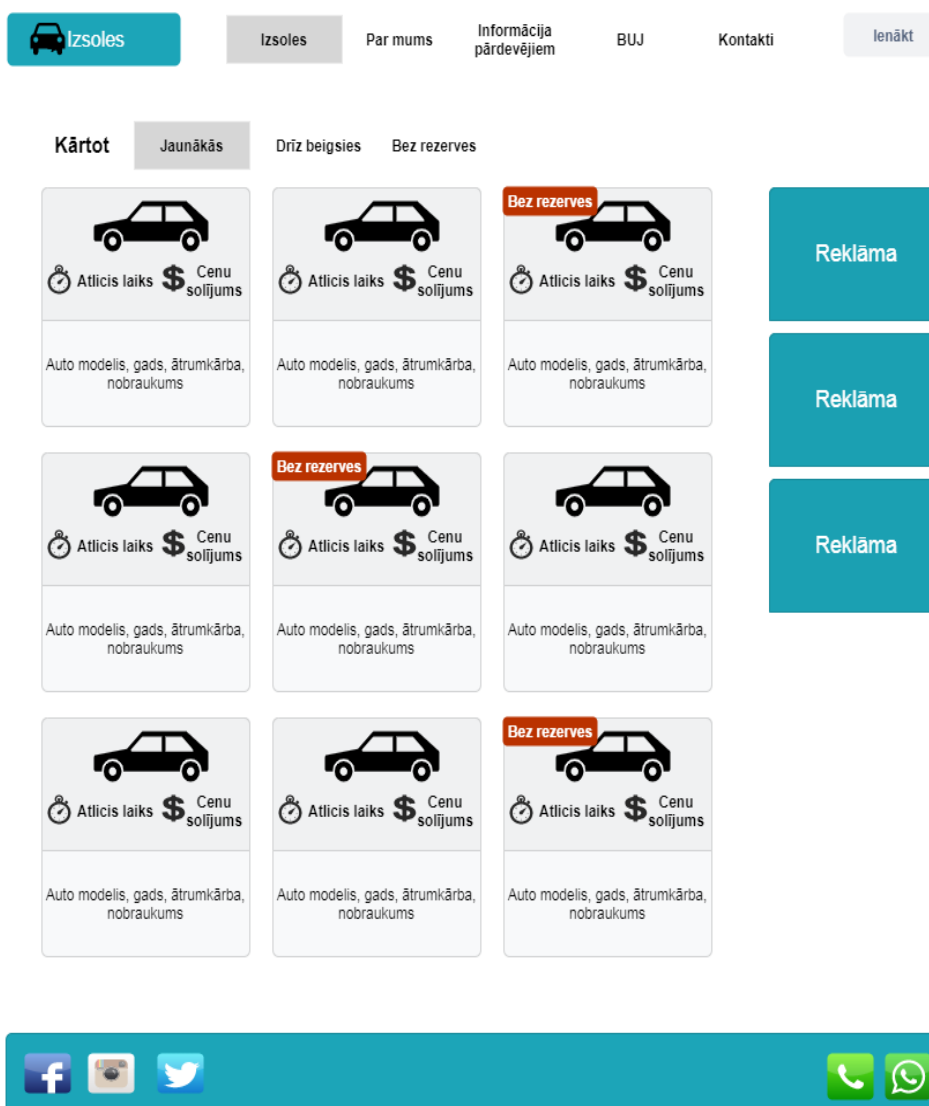 Izsoles
Izsoles
Par mums
Informācija
pārdevējiem
BUJ
Kontakti
Ienākt
Kārtot
Jaunākās
Drīz beigsies
Bez rezerves
Atlicis laiks
Cenu
solījums
Auto modelis, gads, ātrumkārba,
nobraukums
Atlicis laiks
Cenu
solījums
Auto modelis, gads, ātrumkārba,
nobraukums
Bez rezerves
Atlicis laiks
Cenu
solījums
Auto modelis, gads, ātrumkārba,
nobraukums
Reklāma
Reklāma
Reklāma
Atlicis laiks
Cenu
solījums
Auto modelis, gads, ātrumkārba,
nobraukums
Bez rezerves
Atlicis laiks
Cenu
solījums
Auto modelis, gads, ātrumkārba,
nobraukums
Atlicis laiks
Cenu
solījums
Auto modelis, gads, ātrumkārba,
nobraukums
Atlicis laiks
Cenu
solījums
Auto modelis, gads, ātrumkārba,
nobraukums
Atlicis laiks
Cenu
solījums
Auto modelis, gads, ātrumkārba,
nobraukums
Bez rezerves
Atlicis laiks
Cenu
solījums
Auto modelis, gads, ātrumkārba,
nobraukums